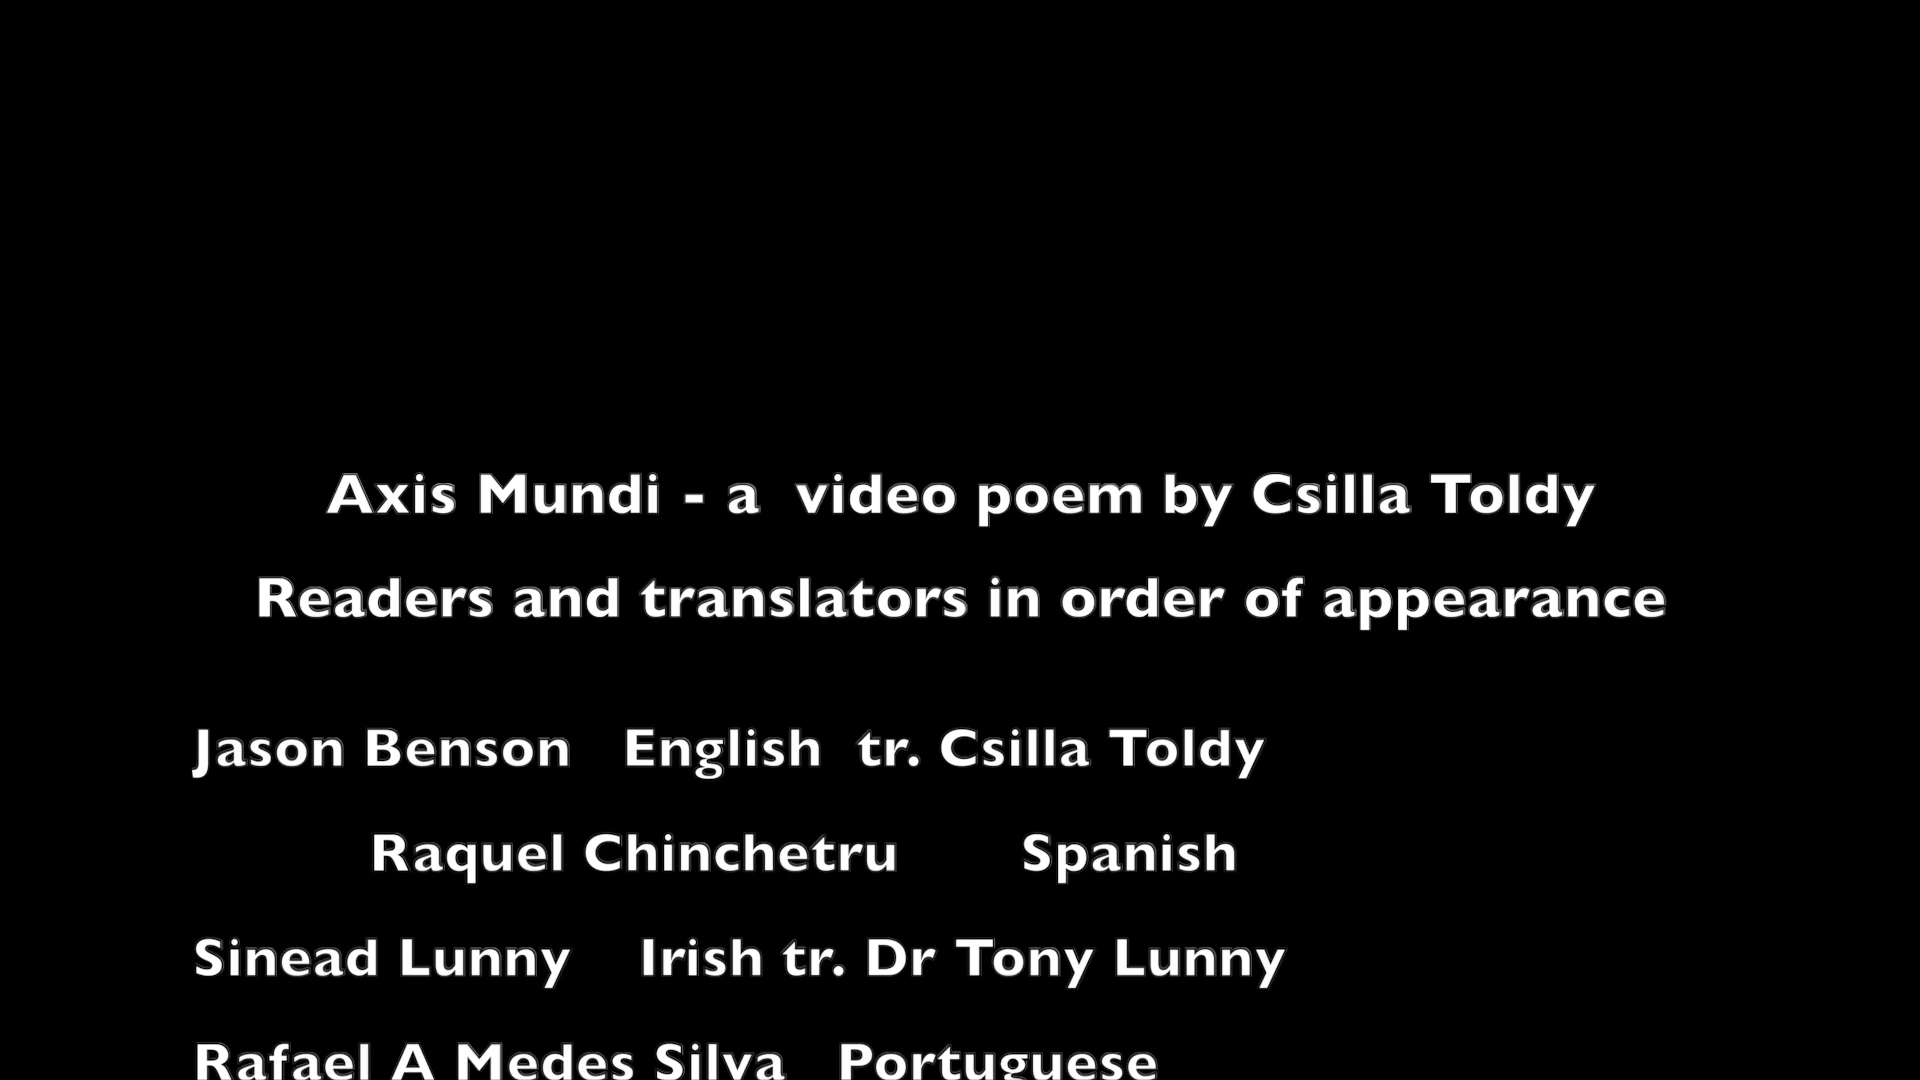 Axis Mundi - a  video poem by Csilla Toldy
Readers and translators in order of appearance
Jason Benson   English  tr. Csilla Toldy
Raquel Chinchetru   Spanish
Sinead Lunny   Irish tr. Dr Tony Lunny
Rafael A Medes Silva   Portuguese